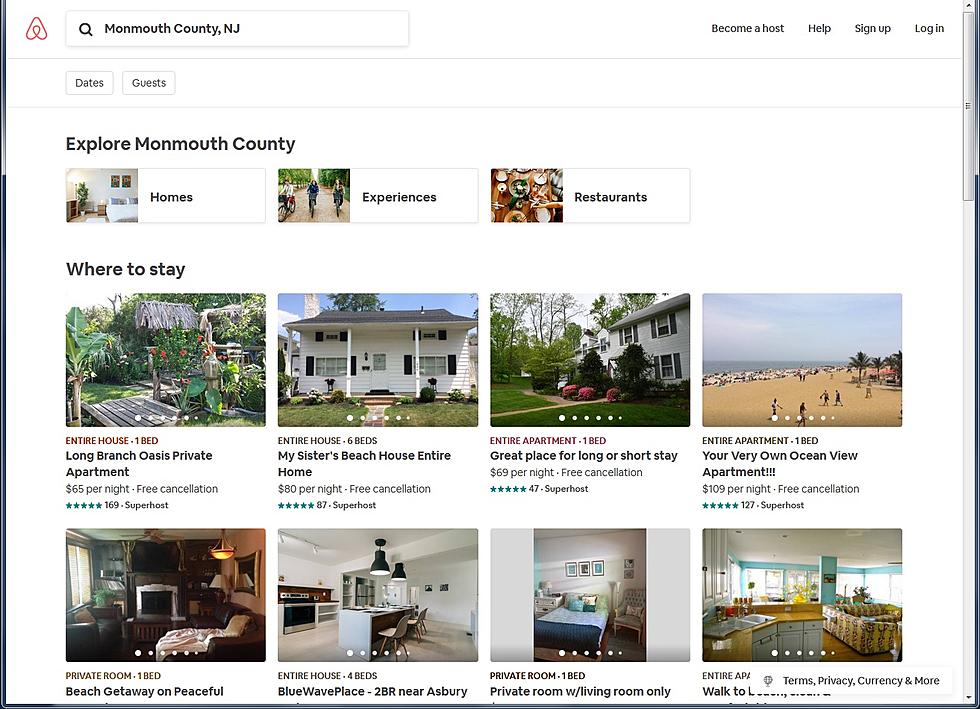 Monmouth County, NJ
Become a host
Help
Sign up
Log in
Dates
Guests
Explore Monmouth County
Homes
Experiences
Restaurants
Where to stay
ENTIRE HOUSE · 1 BED
Long Branch Oasis Private
Apartment
$65 per night · Free cancellation
169 · Superhost
ENTIRE HOUSE · 6 BEDS
My Sister's Beach House Entire
Home
$80 per night · Free cancellation
87 · Superhost
ENTIRE APARTMENT · 1 BED
Great place for long or short stay
$69 per night · Free cancellation
47 · Superhost
ENTIRE APARTMENT · 1 BED
Your Very Own Ocean View
Apartment!!!
$109 per night · Free cancellation
127 · Superhost
PRIVATE ROOM · 1 BED
Beach Getaway on Peaceful
ENTIRE HOUSE · 4 BEDS
BlueWavePlace - 2BR near Asbury
PRIVATE ROOM · 1 BED
Private room w/living room only
ENTIRE
Walk to
Terms, Privacy, Currency & More